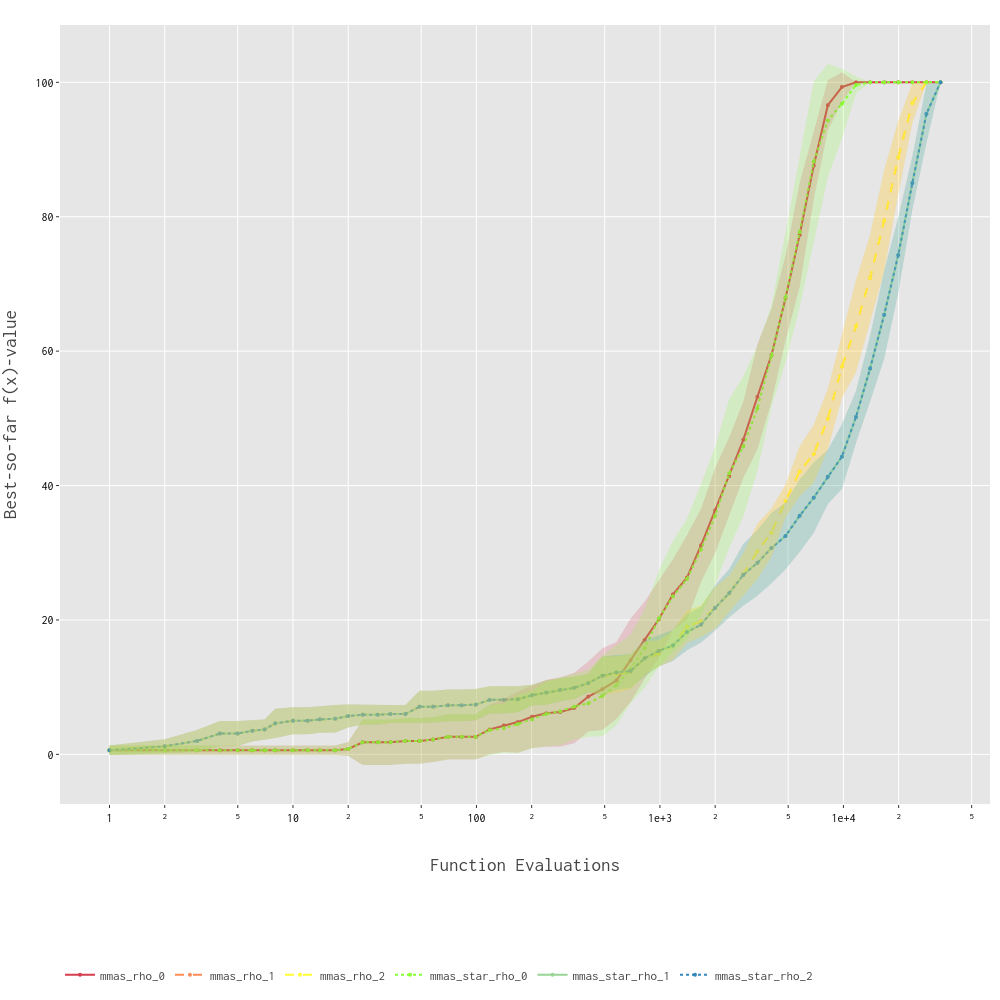 Best-so-far f(x)-value
100
80
60
40
20
0
1 2 5 10 2 5 100 2 5 1e+3 2 5 1e+4 2 5
Function Evaluations
mmas_rho_0 mmas_rho_1 mmas_rho_2 mmas_star_rho_0 mmas_star_rho_1 mmas_star_rho_2